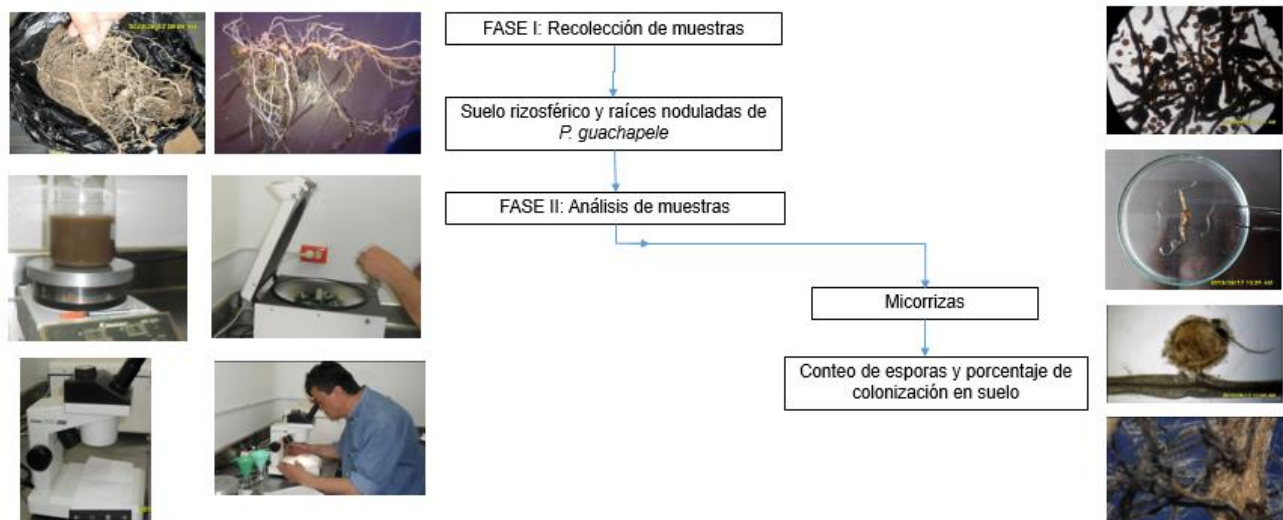 FASE I: Recolección de muestras
Suelo rizosférico y raíces noduladas de
P. guachapele
FASE II: Análisis de muestras
Micorrizas
Conteo de esporas y porcentaje de
colonización en suelo